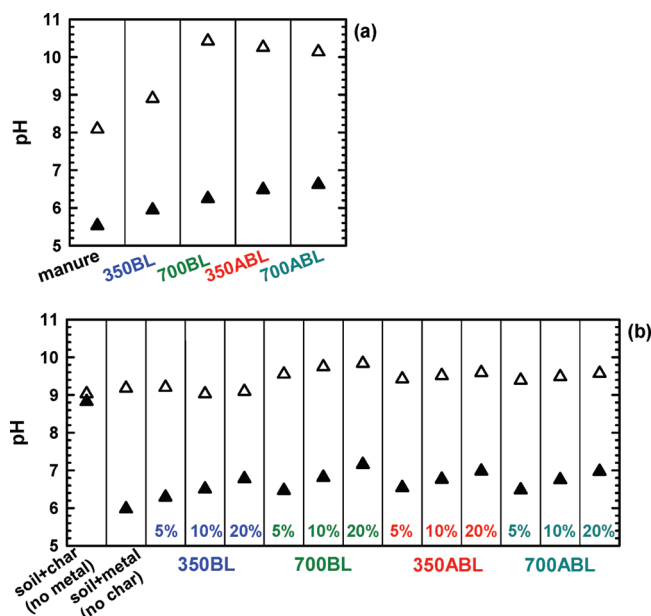 (a)
11
10
9
8
7
6
5
pH
manure
350BL
700BL
350ABL
700ABL
(b)
11
10
9
8
7
6
5
pH
5% 10% 20% 5% 10% 20% 5% 10% 20% 5% 10% 20%
soil+char
(no metal)
soil+metal
(no char)
350BL 700BL 350ABL 700ABL